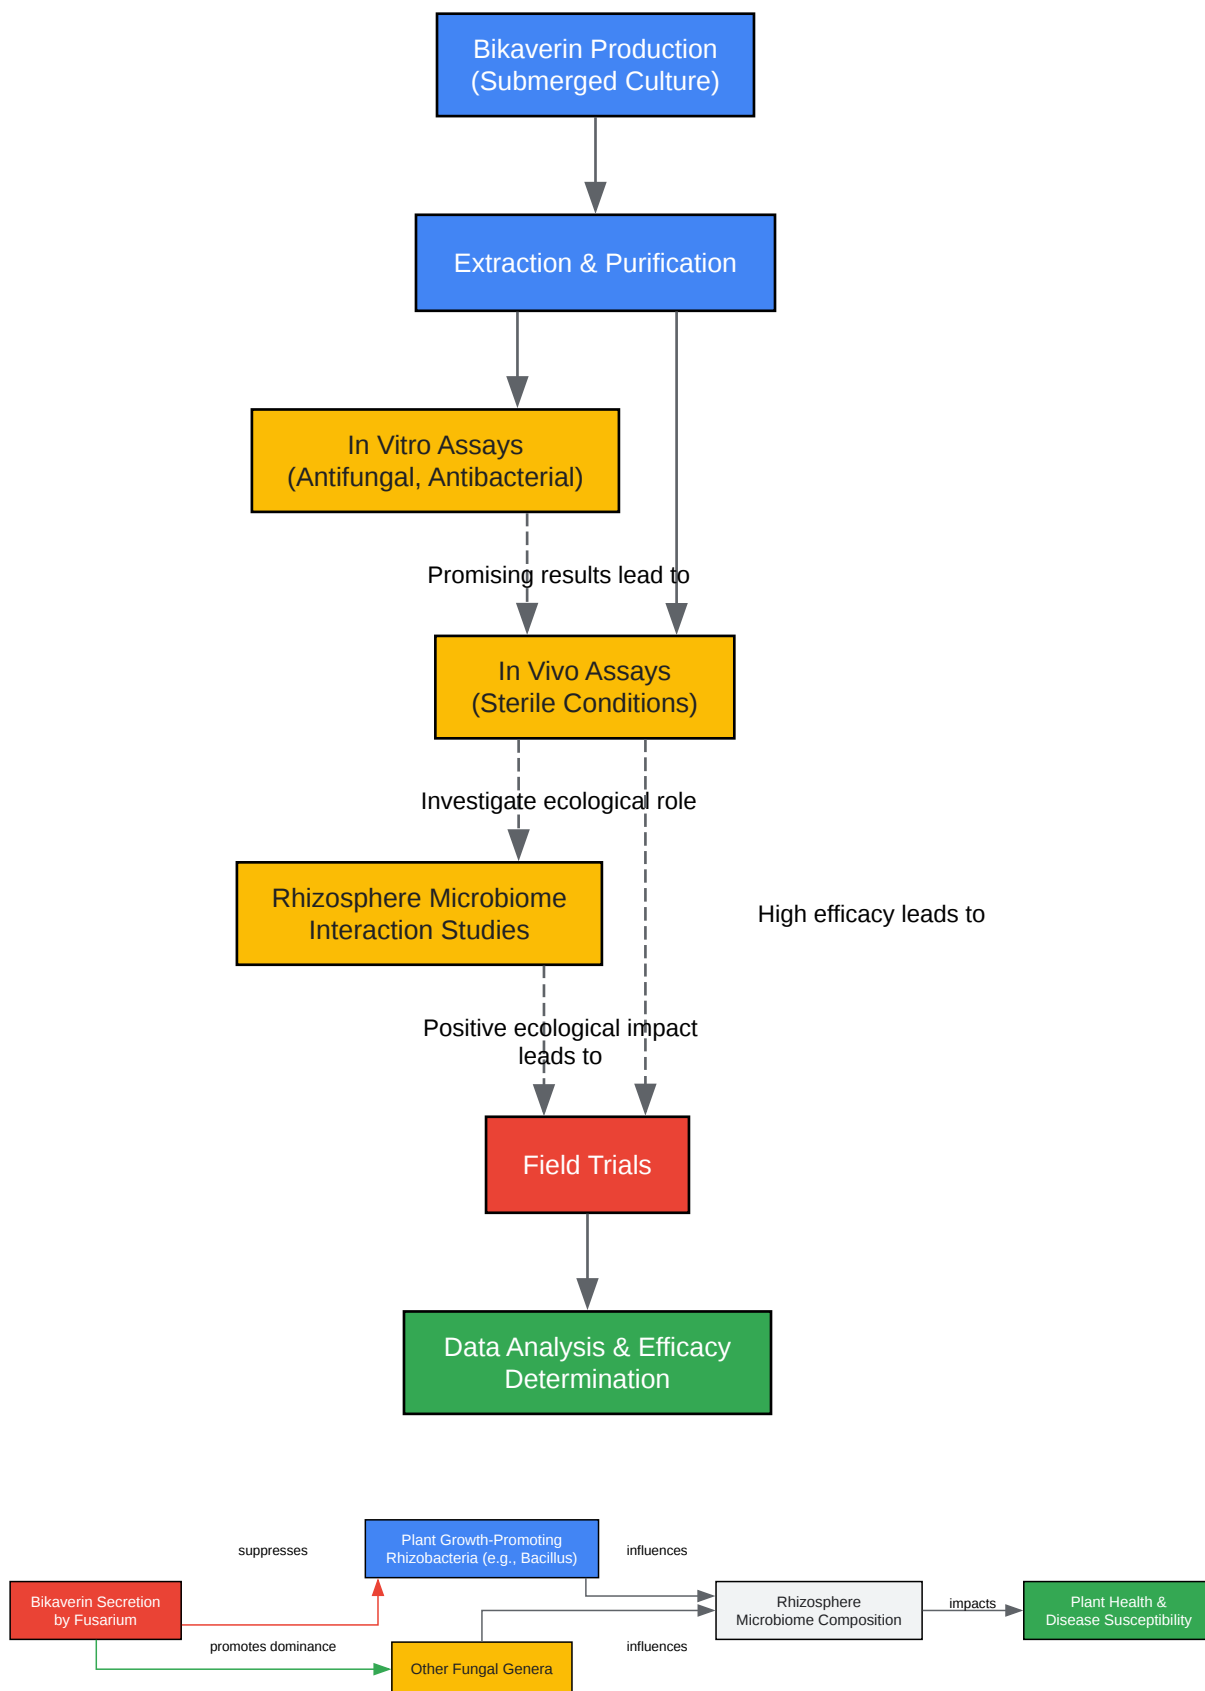 Bikaverin Production
(Submerged Culture)
Extraction & Purification
In Vitro Assays
(Antifungal, Antibacterial)
Promising results lead to
In Vivo Assays
(Sterile Conditions)
Investigate ecological role
Rhizosphere Microbiome
Interaction Studies
High efficacy leads to
Positive ecological impact
leads to
Field Trials
Data Analysis & Efficacy
Determination
suppresses
Plant Growth-Promoting
Rhizobacteria (e.g., Bacillus)
influences
Bikaverin Secretion
by Fusarium
Rhizosphere
Microbiome Composition
impacts
Plant Health &
Disease Susceptibility
promotes dominance
influences
Other Fungal Genera